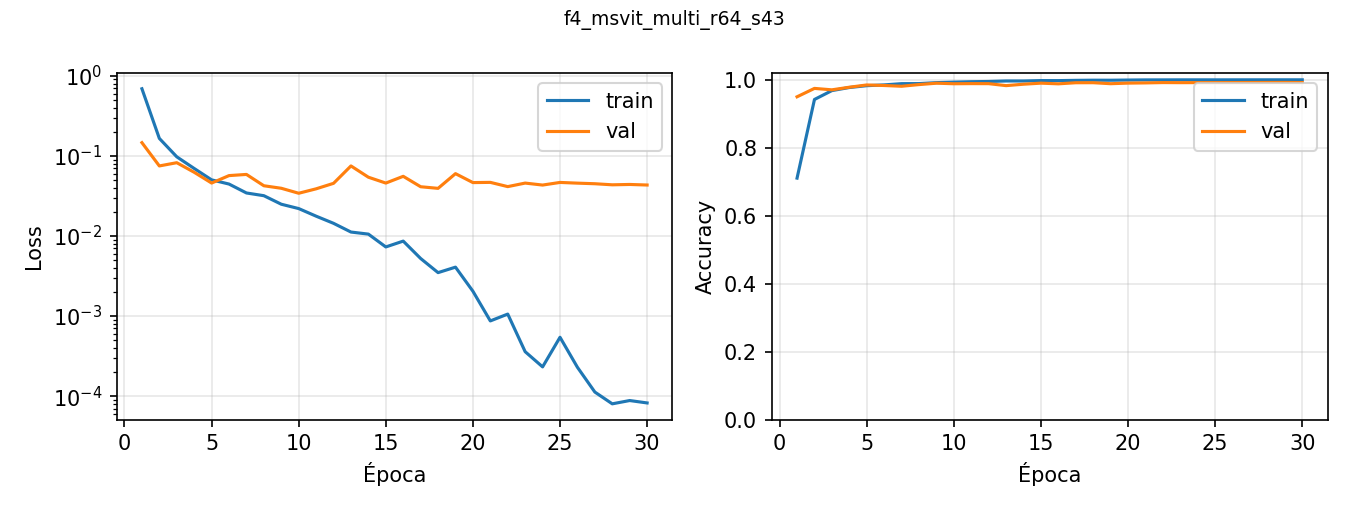 f4_msvit_multi_r64_s43
Loss
10⁰
10⁻¹
10⁻²
10⁻³
10⁻⁴
train
val
0 5 10 15 20 25 30
Época
Accuracy
1.0
0.8
0.6
0.4
0.2
0.0
train
val
0 5 10 15 20 25 30
Época